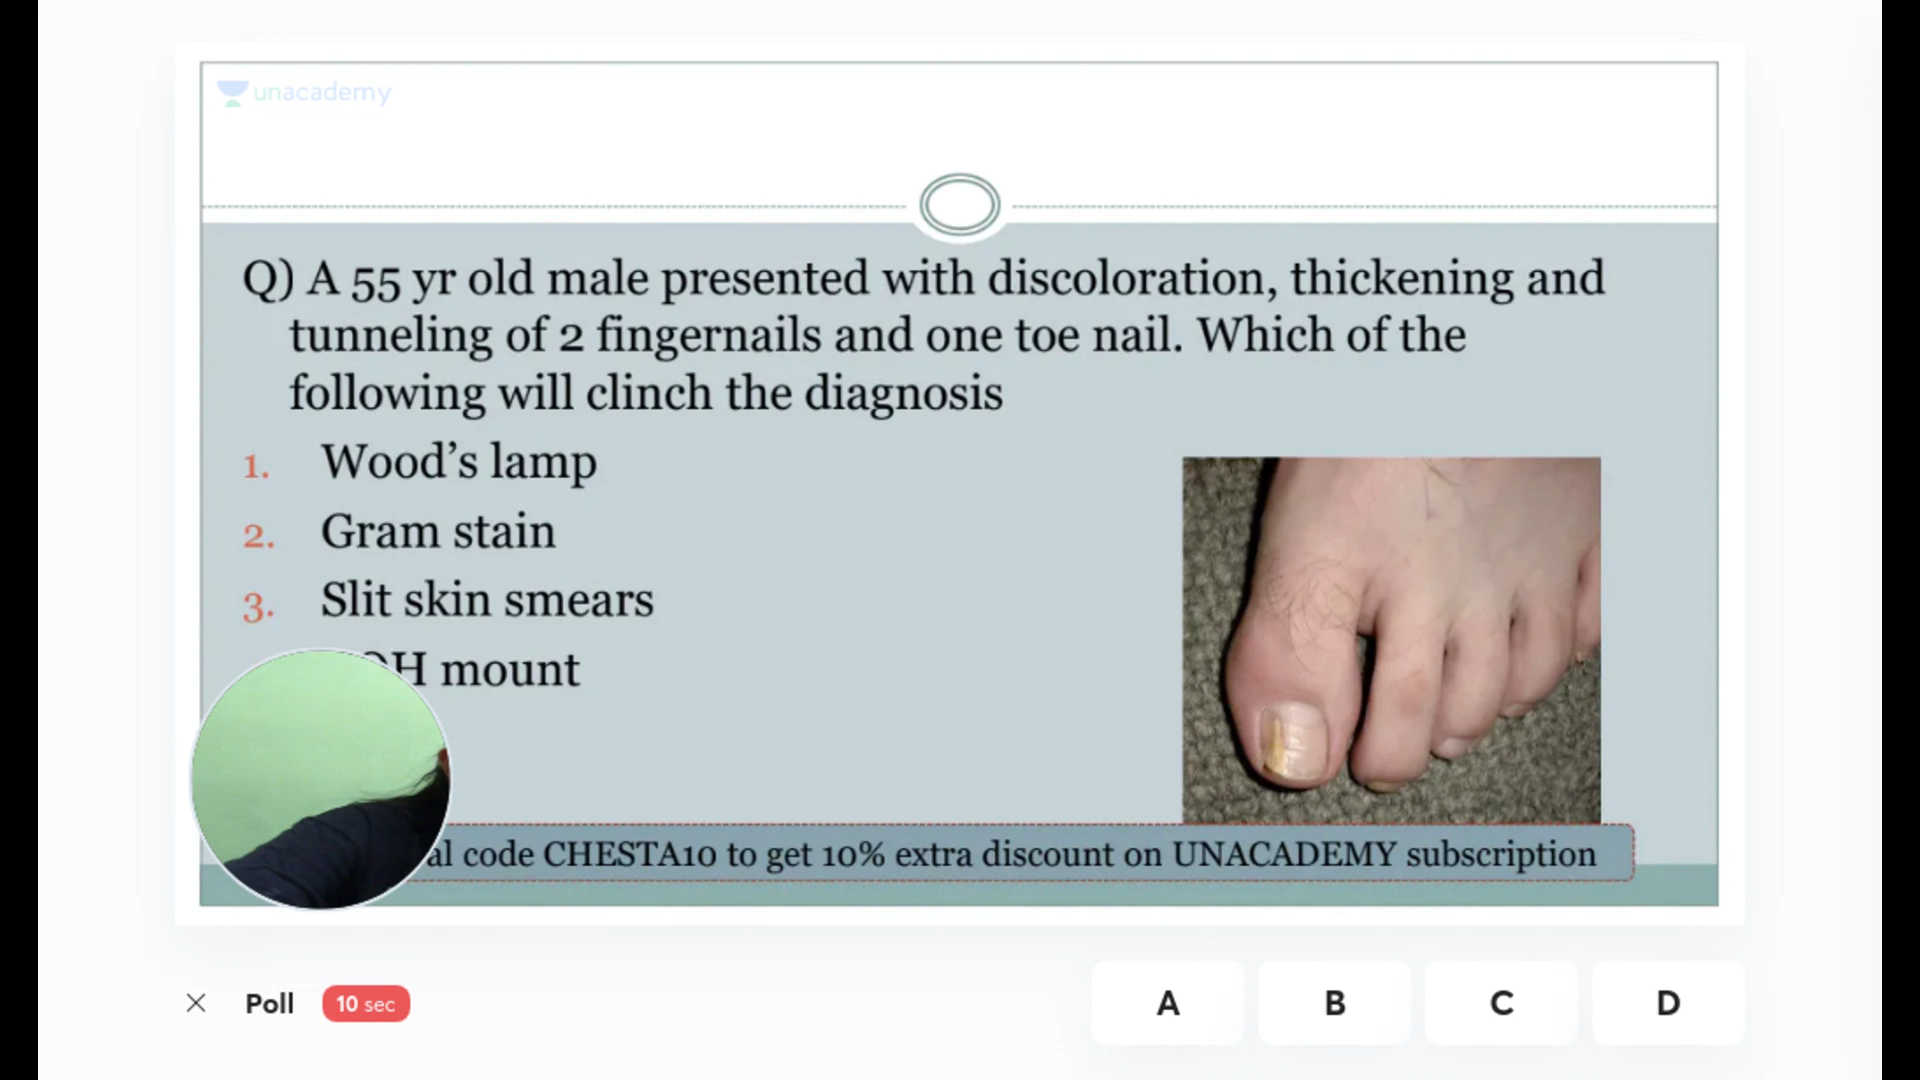 unacademy
Q) A 55 yr old male presented with discoloration, thickening and
tunneling of 2 fingernails and one toe nail. Which of the
following will clinch the diagnosis
1. Wood's lamp
2. Gram stain
3. Slit skin smears
mount
code CHESTA10 to get 10% extra discount on UNACADEMY subscription
Poll 10 sec A B C D